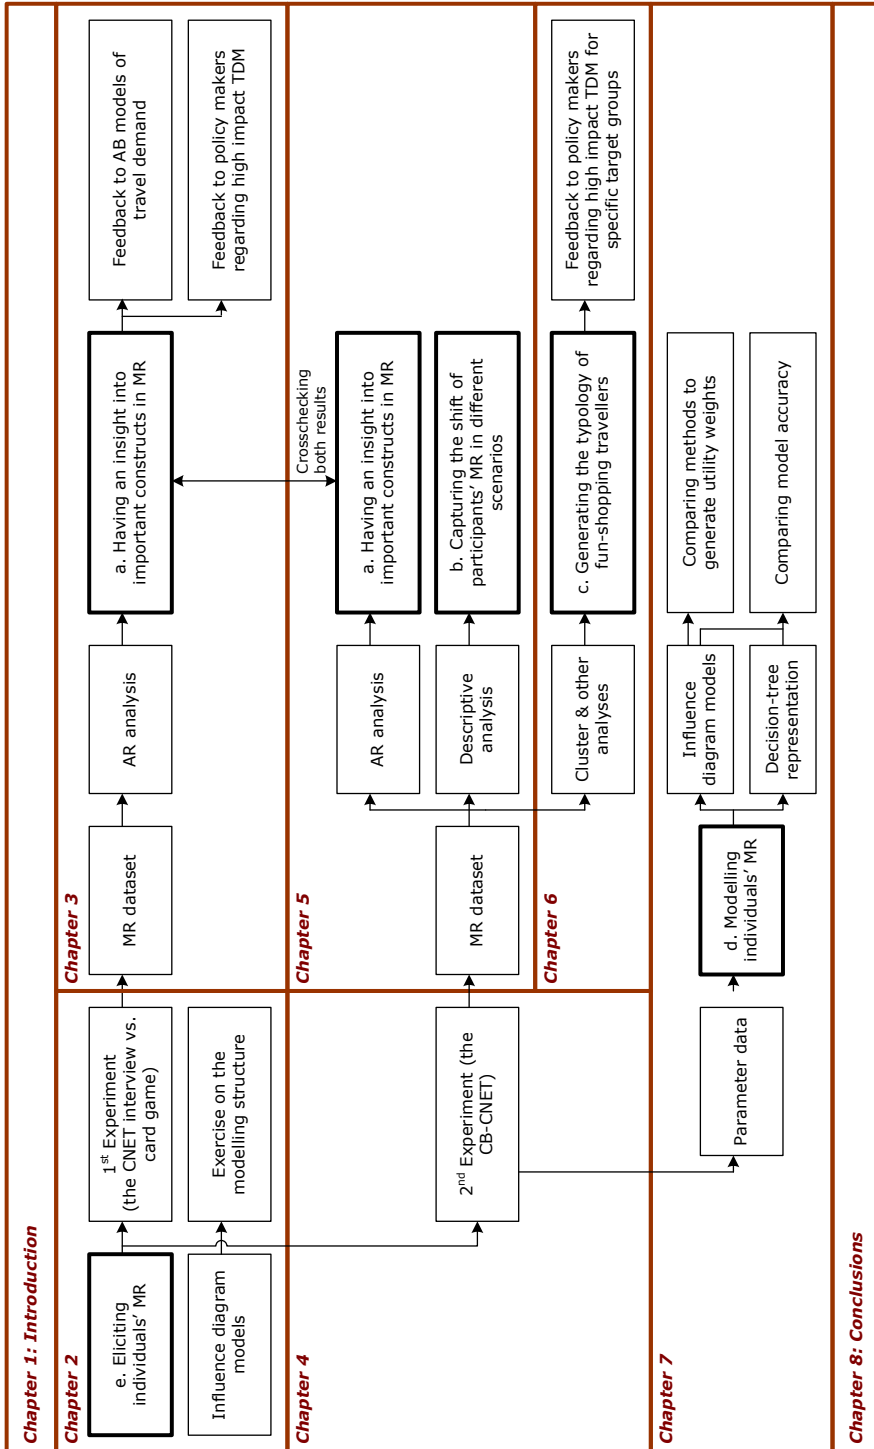 Chapter 1: Introduction
Chapter 2
e. Eliciting
individuals’ MR
1st Experiment
(the CNET interview vs.
card game)
Influence diagram
models
Exercise on the
modelling structure
Chapter 3
MR dataset
AR analysis
a. Having an insight into
important constructs in MR
Feedback to AB models of
travel demand
Feedback to policy makers
regarding high impact TDM
Crosschecking
both results
Chapter 4
2nd Experiment (the
CB-CNET)
Chapter 5
MR dataset
AR analysis
a. Having an insight into
important constructs in MR
Descriptive
analysis
b. Capturing the shift of
participants’ MR in different
scenarios
Chapter 6
Cluster & other
analyses
c. Generating the typology of
fun-shopping travellers
Feedback to policy makers
regarding high impact TDM for
specific target groups
Chapter 7
Parameter data
d. Modelling
individuals’ MR
Influence
diagram models
Decision-tree
representation
Comparing methods to
generate utility weights
Comparing model accuracy
Chapter 8: Conclusions